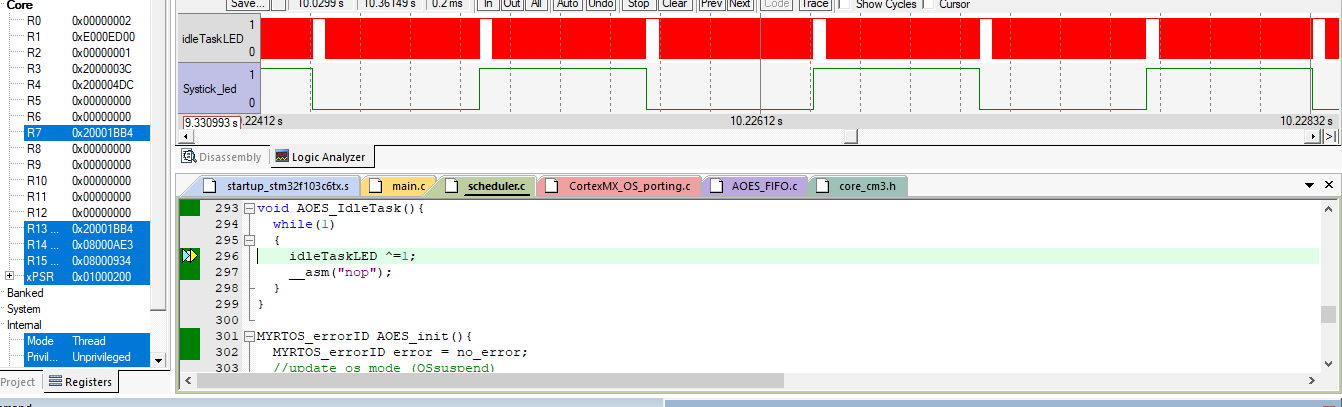 Core
R0 0x00000002
R1 0xE000ED00
R2 0x00000001
R3 0x2000003C
R4 0x200004DC
R5 0x00000000
R6 0x00000000
R7 0x20001BB4
R8 0x00000000
R9 0x00000000
R10 0x00000000
R11 0x00000000
R12 0x00000000
R13 ... 0x20001BB4
R14 ... 0x08000AE3
R15 ... 0x08000934
xPSR 0x01000200
Banked
System
Internal
Mode Thread
Privil... Unprivileged
Project Registers
Save... 10.0299 s 10.36149 s 0.2 ms In Out All Auto Undo Stop Clear Prev Next Code Trace Show Cycles Cursor
idleTaskLED 1
0
Systick_led 1
0
9.330993 s .22412 s 10.22612 s 10.22832 s
Disassembly Logic Analyzer
startup_stm32f103c6tx.s main.c scheduler.c CortexMX_OS_porting.c AOES_FIFO.c core_cm3.h
293 void AOES_IdleTask(){
294 while(1)
295 {
296 idleTaskLED ^=1;
297 __asm("nop");
298 }
299 }
300
301 MYRTOS_errorID AOES_init(){
302 MYRTOS_errorID error = no_error;
303 //update os mode (OSsuspend)